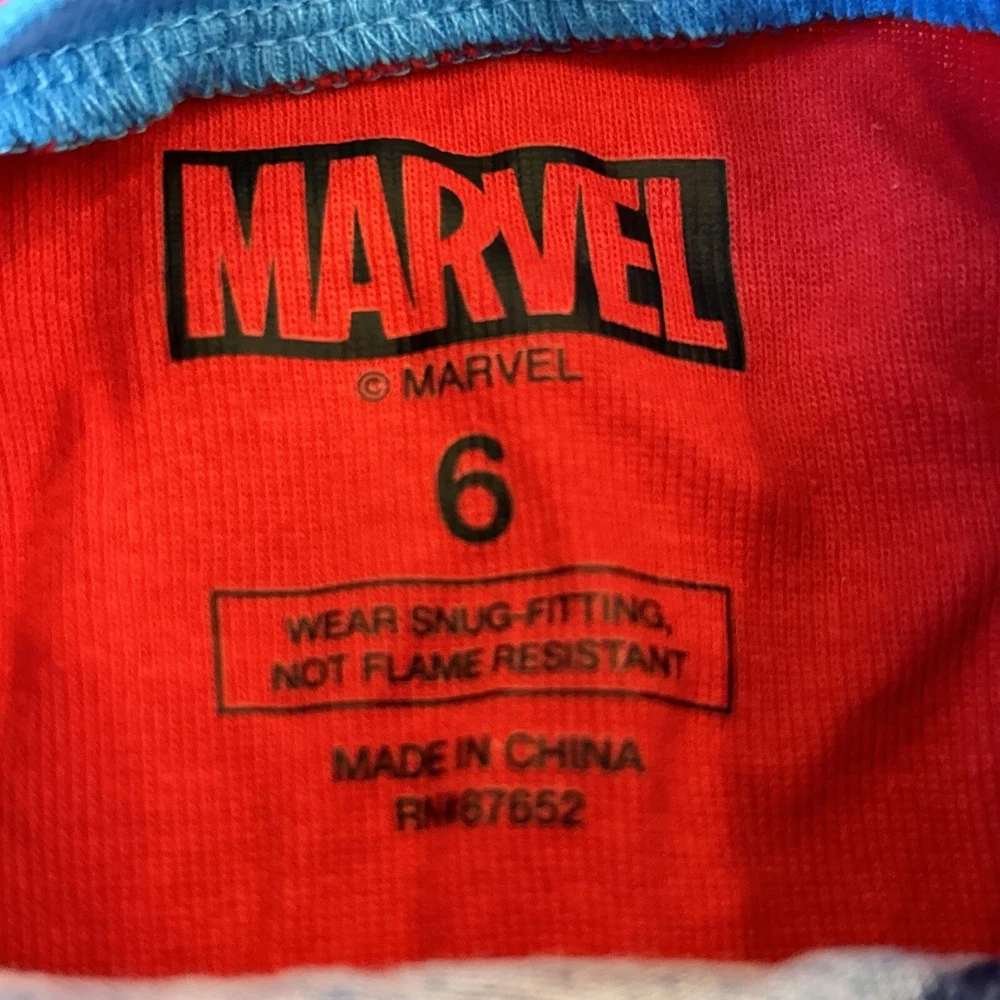 MARVEL
© MARVEL
6
WEAR SNUG-FITTING,
NOT FLAME RESISTANT
MADE IN CHINA
RN#67652